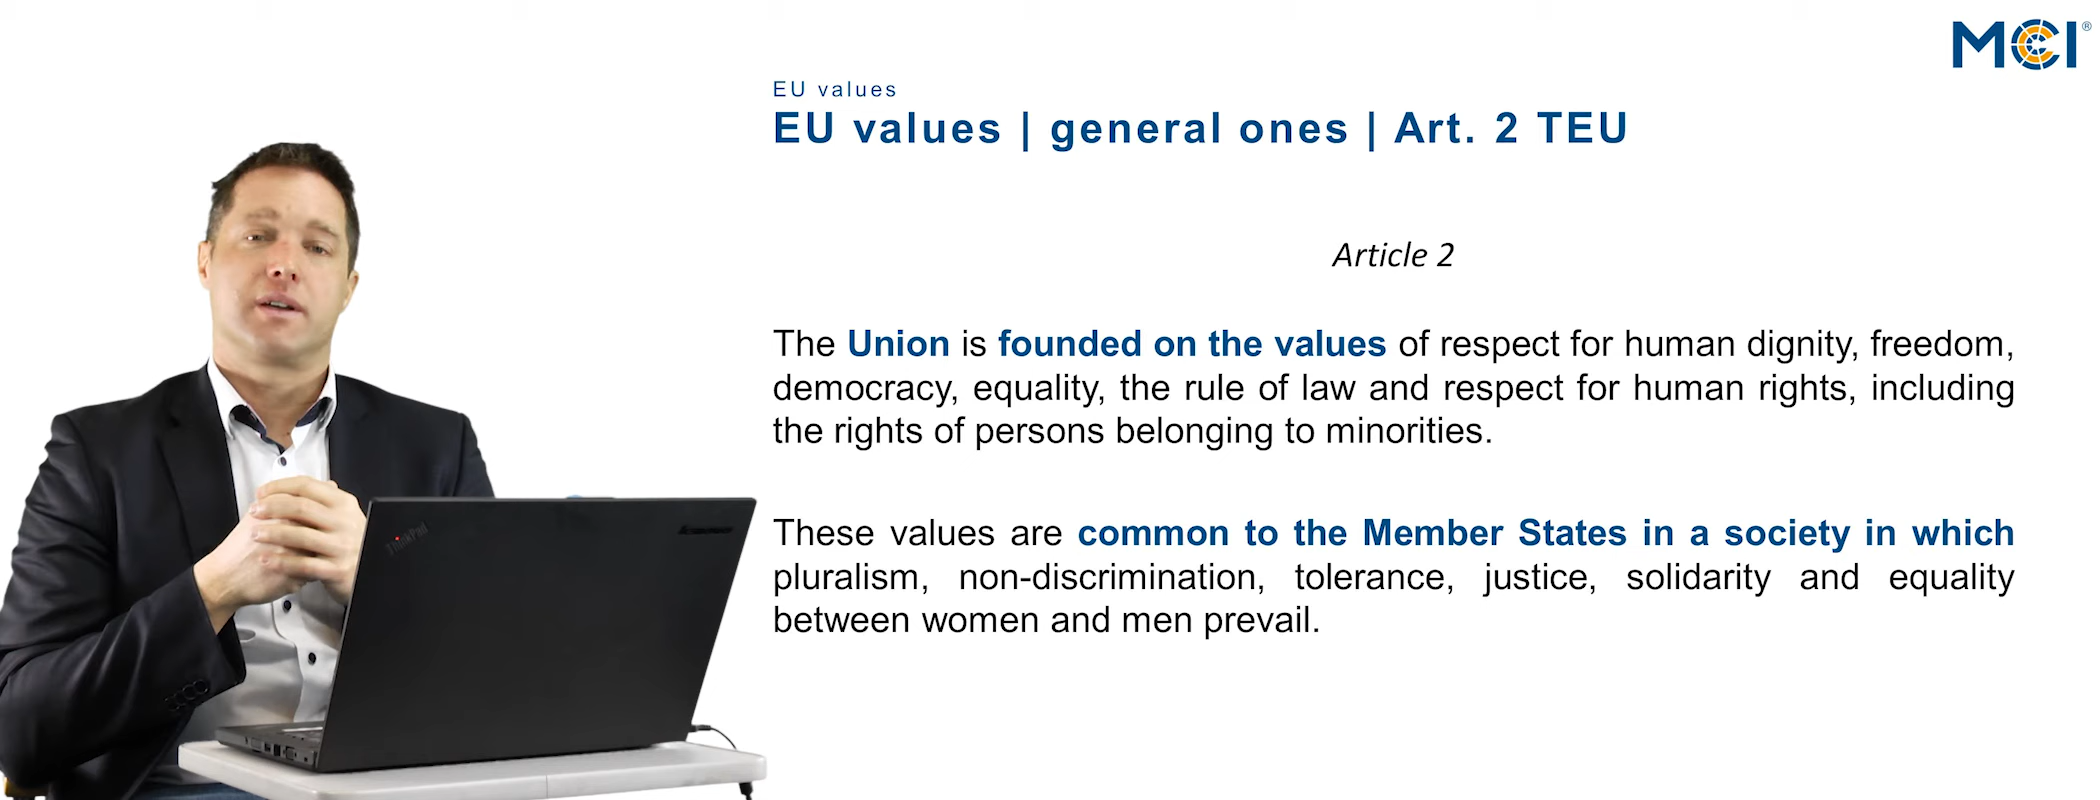 MCI®
EU values
EU values | general ones | Art. 2 TEU
Article 2
The Union is founded on the values of respect for human dignity, freedom,
democracy, equality, the rule of law and respect for human rights, including
the rights of persons belonging to minorities.
These values are common to the Member States in a society in which
pluralism, non-discrimination, tolerance, justice, solidarity and equality
between women and men prevail.
ThinkPad